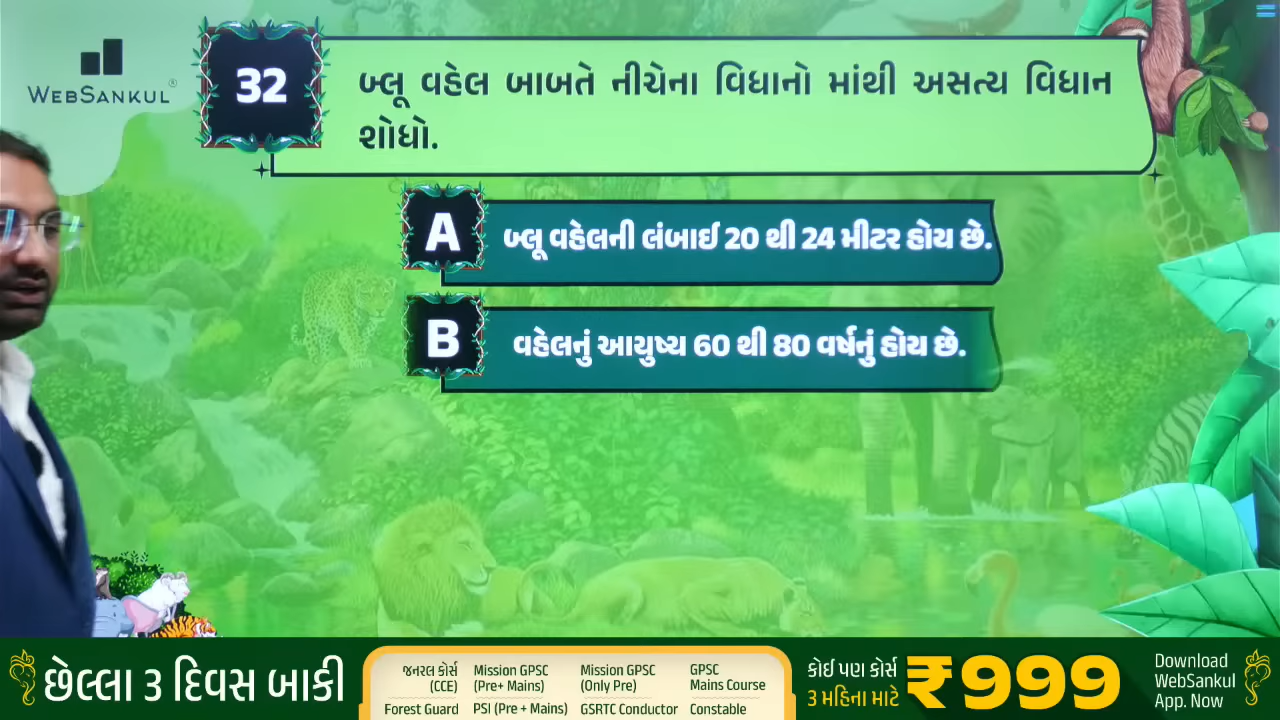 WEBSANKUL®
32
બ્લૂ વહેલ બાબતે નીચેના વિધાનો માંથી અસત્ય વિધાન
શોધો.
A
બ્લૂ વહેલની લંબાઈ 20 થી 24 મીટર હોય છે.
B
વહેલનું આયુષ્ય 60 થી 80 વર્ષનું હોય છે.
છેલ્લા ૩ દિવસ બાકી
જનરલ કોર્સ
(CCE)
Mission GPSC
(Pre+ Mains)
Mission GPSC
(Only Pre)
GPSC
Mains Course
Forest Guard
PSI (Pre + Mains)
GSRTC Conductor
Constable
કોઈ પણ કોર્સ
૩ મહિના માટે
₹999
Download
WebSankul
App. Now